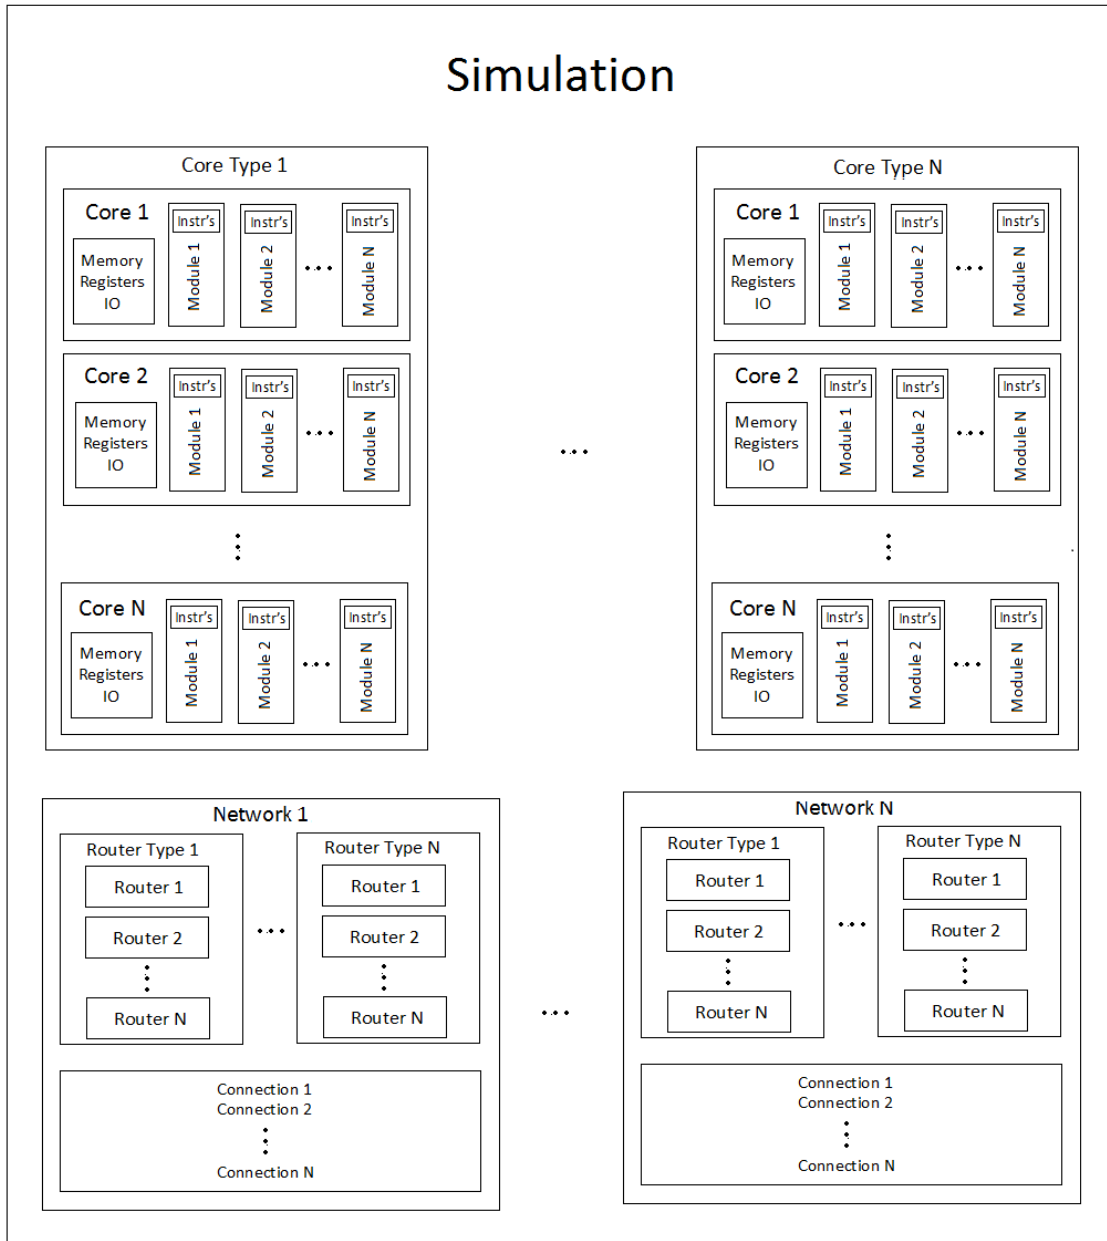 Simulation
Core Type 1
Core 1
Instr's
Instr's
Instr's
Memory
Registers
IO
Module 1
Module 2
Module N
Core 2
Instr's
Instr's
Instr's
Memory
Registers
IO
Module 1
Module 2
Module N
Core N
Instr's
Instr's
Instr's
Memory
Registers
IO
Module 1
Module 2
Module N
Core Type N
Core 1
Instr's
Instr's
Instr's
Memory
Registers
IO
Module 1
Module 2
Module N
Core 2
Instr's
Instr's
Instr's
Memory
Registers
IO
Module 1
Module 2
Module N
Core N
Instr's
Instr's
Instr's
Memory
Registers
IO
Module 1
Module 2
Module N
Network 1
Router Type 1
Router 1
Router 2
Router N
Router Type N
Router 1
Router 2
Router N
Connection 1
Connection 2
Connection N
Network N
Router Type 1
Router 1
Router 2
Router N
Router Type N
Router 1
Router 2
Router N
Connection 1
Connection 2
Connection N